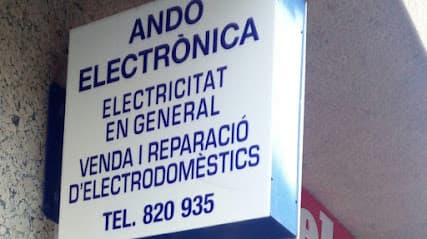 ANDO
ELECTRÒNICA
ELECTRICITAT
EN GENERAL
VENDA I REPARACIÓ
D'ELECTRODOMÈSTICS
TEL. 820 935